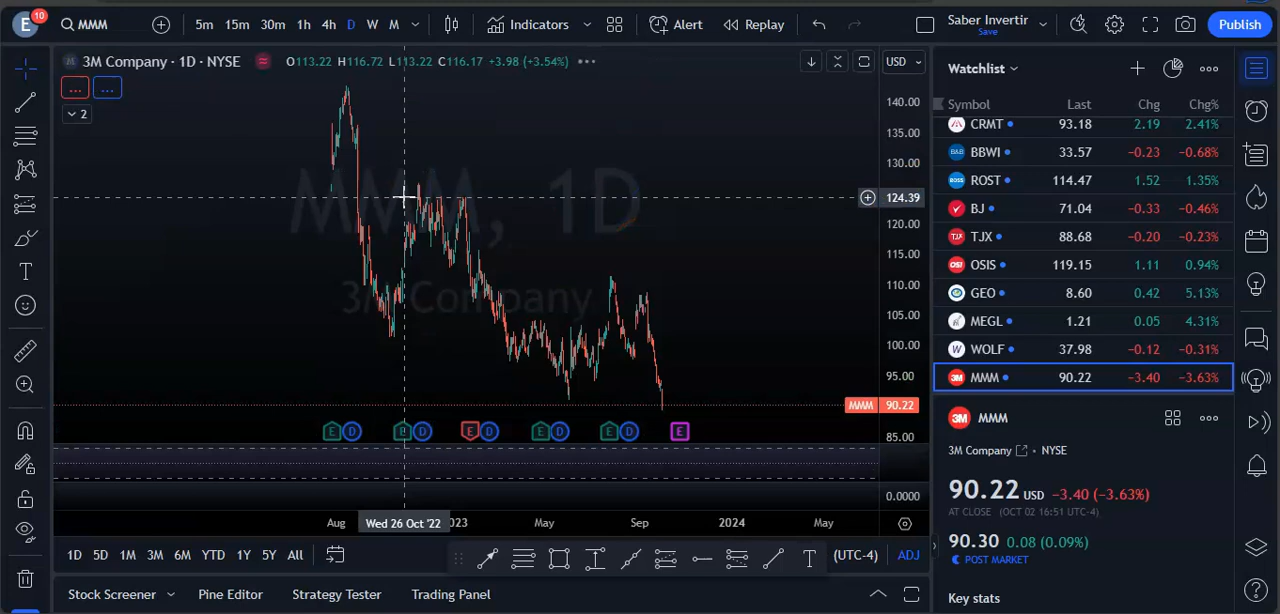 E 10 MMM 5m 15m 30m 1h 4h D W M Indicators Alert Replay Saber Invertir Publish
Save
3M Company · 1D · NYSE O113.22 H116.72 L113.22 C116.17 +3.98 (+3.54%)
USD
... ...
2
140.00
135.00
130.00
124.39
120.00
115.00
110.00
105.00
100.00
95.00
MMM 90.22
85.00
0.0000
MMM, 1D
3M Company
E D E D E D E D E D E
Aug Wed 26 Oct '22 2023 May Sep 2024 May
1D 5D 1M 3M 6M YTD 1Y 5Y All (UTC-4) ADJ
Stock Screener Pine Editor Strategy Tester Trading Panel
Watchlist
Symbol Last Chg Chg%
CRMT 93.18 2.19 2.41%
BBWI 33.57 −0.23 −0.68%
ROST 114.47 1.52 1.35%
BJ 71.04 −0.33 −0.46%
TJX 88.68 −0.20 −0.23%
OSIS 119.15 1.11 0.94%
GEO 8.60 0.42 5.13%
MEGL 1.21 0.05 4.31%
WOLF 37.98 −0.12 −0.31%
3M MMM 90.22 −3.40 −3.63%
3M MMM
3M Company • NYSE
90.22 USD −3.40 (−3.63%)
AT CLOSE (OCT 02 16:51 UTC-4)
90.30 0.08 (0.09%)
POST MARKET
Key stats